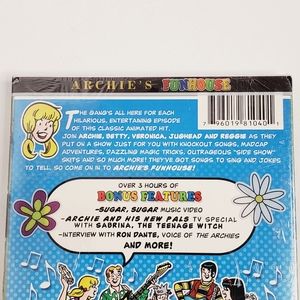 ARCHIE'S FUNHOUSE
THE GANG'S ALL HERE FOR EACH
HILARIOUS, ENTERTAINING EPISODE
OF THIS CLASSIC ANIMATED HIT.
JOIN ARCHIE, BETTY, VERONICA, JUGHEAD AND REGGIE AS THEY
PUT ON A SHOW JUST FOR YOU WITH KNOCKOUT SONGS, MADCAP
ADVENTURES, DAZZLING MAGIC TRICKS, OUTRAGEOUS "SIDE SHOW"
SKITS AND SO MUCH MORE! THEY'VE GOT SONGS TO SING AND JOKES
TO TELL, SO COME ON IN TO ARCHIE'S FUNHOUSE!
7 96019 81040 1
OVER 3 HOURS OF
BONUS FEATURES
-SUGAR, SUGAR MUSIC VIDEO
-ARCHIE AND HIS NEW PALS TV SPECIAL
WITH SABRINA, THE TEENAGE WITCH
-INTERVIEW WITH RON DANTE, VOICE OF THE ARCHIES
AND MORE!